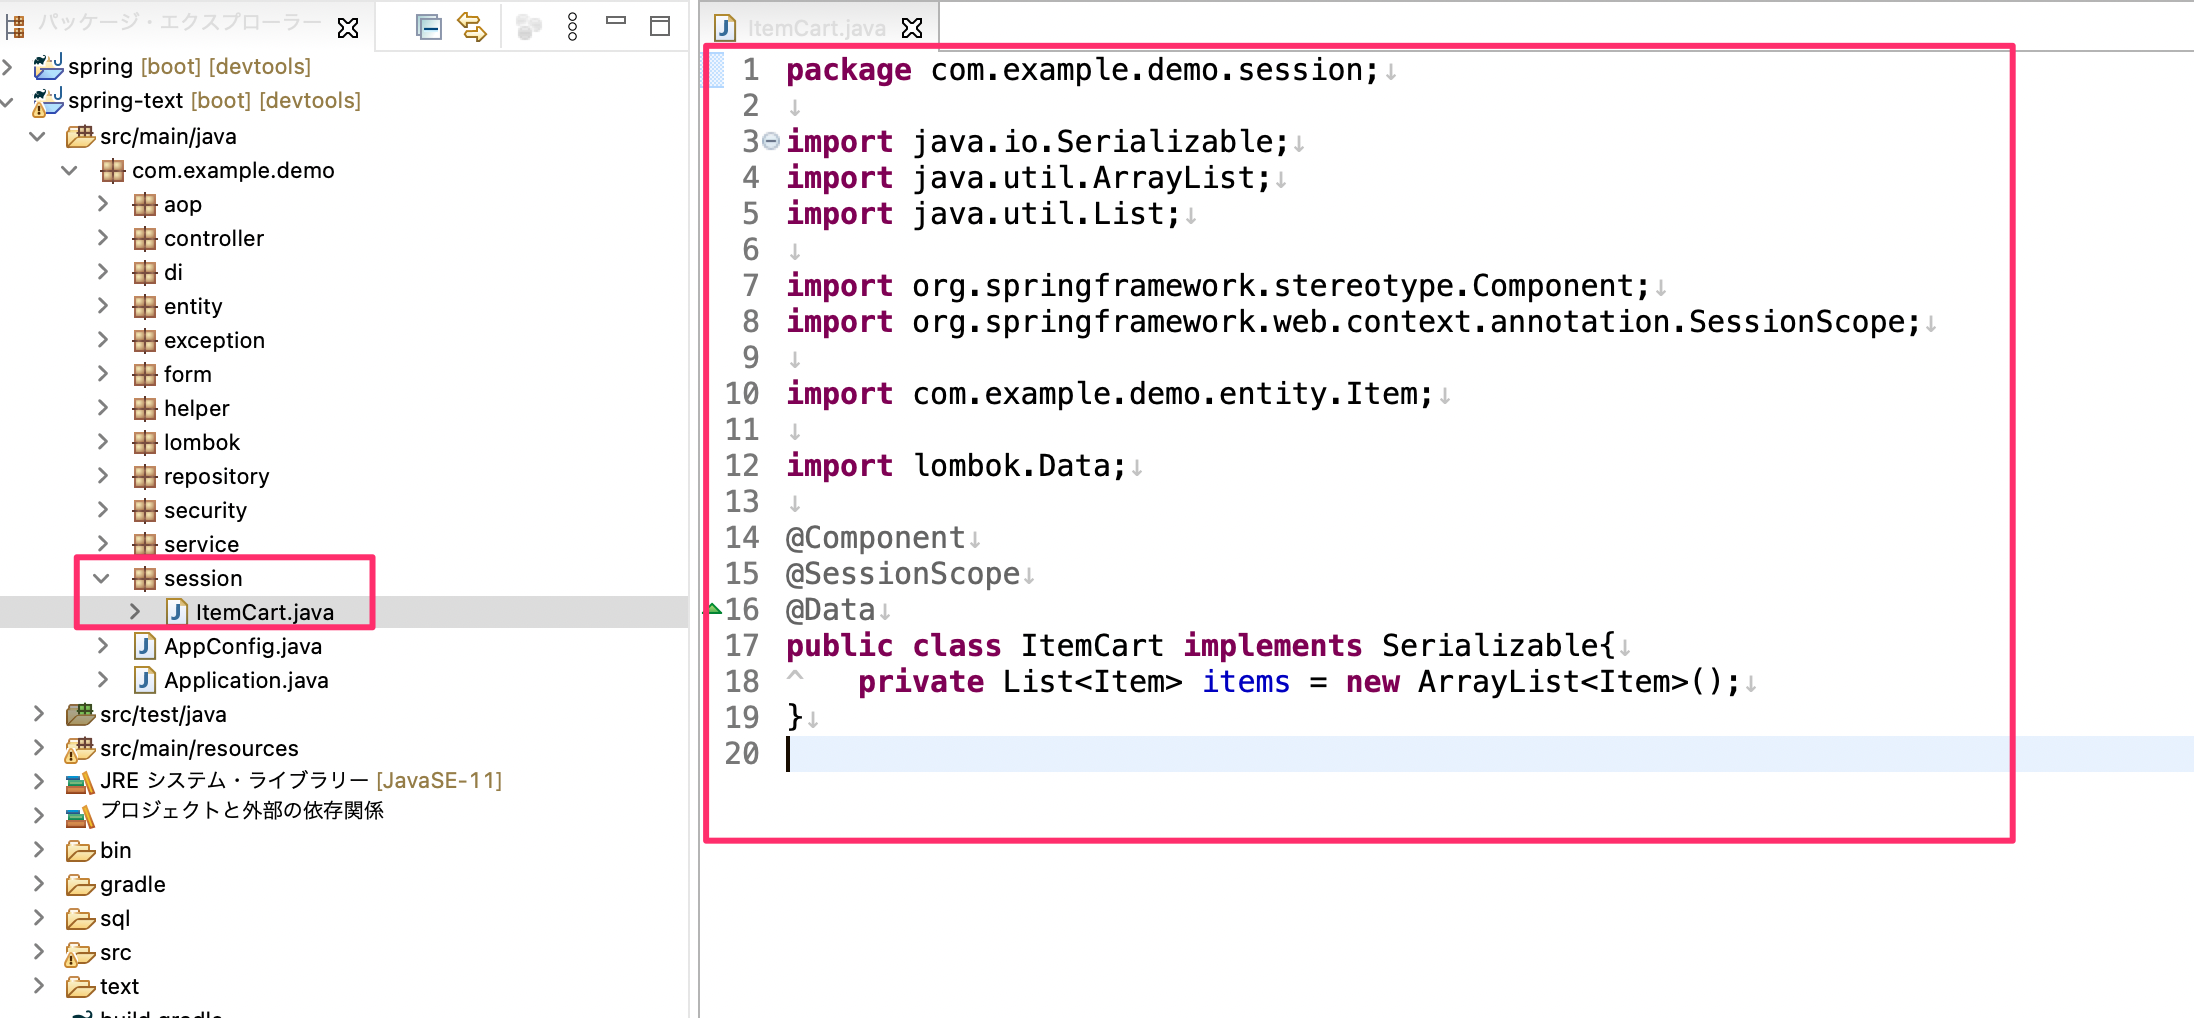 パッケージ・エクスプローラー
spring [boot] [devtools]
spring-text [boot] [devtools]
src/main/java
com.example.demo
aop
controller
di
entity
exception
form
helper
lombok
repository
security
service
session
ItemCart.java
AppConfig.java
Application.java
src/test/java
src/main/resources
JRE システム・ライブラリー [JavaSE-11]
プロジェクトと外部の依存関係
bin
gradle
sql
src
text
build.gradle
ItemCart.java
1 package com.example.demo.session;↓
2 ↓
3 import java.io.Serializable;↓
4 import java.util.ArrayList;↓
5 import java.util.List;↓
6 ↓
7 import org.springframework.stereotype.Component;↓
8 import org.springframework.web.context.annotation.SessionScope;↓
9 ↓
10 import com.example.demo.entity.Item;↓
11 ↓
12 import lombok.Data;↓
13 ↓
14 @Component↓
15 @SessionScope↓
16 @Data↓
17 public class ItemCart implements Serializable{↓
18 ^ private List<Item> items = new ArrayList<Item>();↓
19 }↓
20